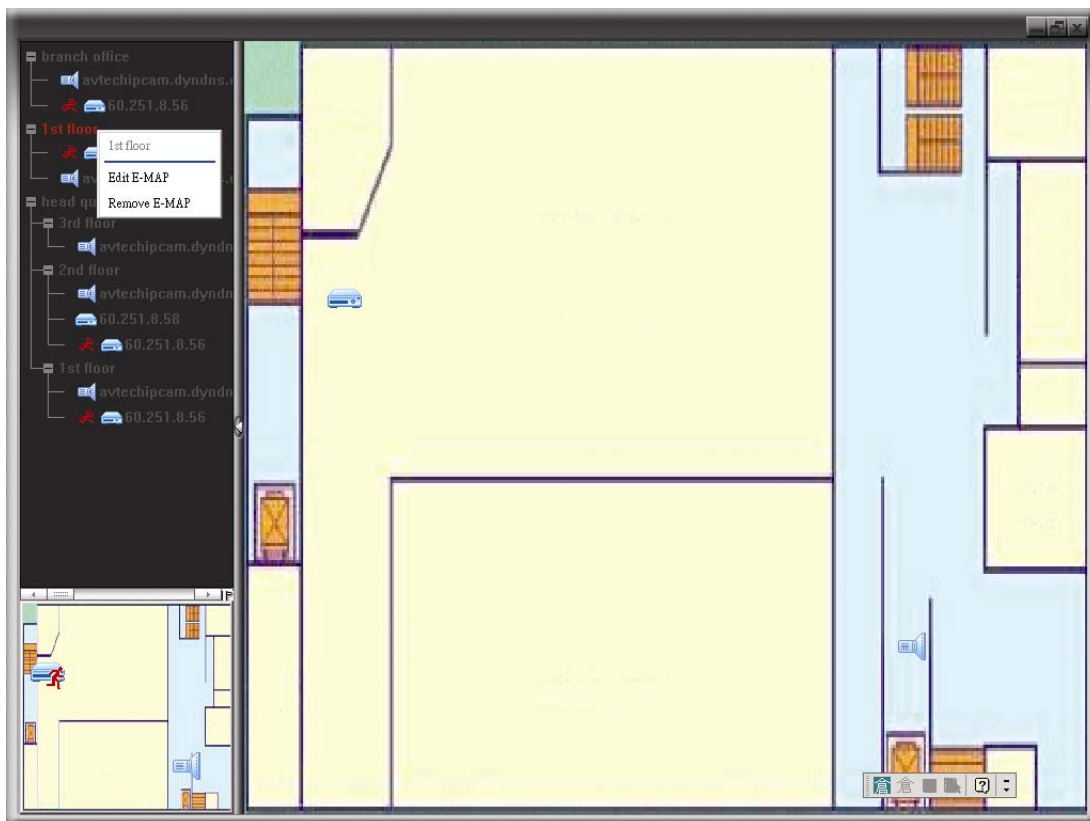 branch office
avtechipcam.dyndns.
60.251.8.56
1st floor
1st floor
Edit E-MAP
Remove E-MAP
head qu
3rd floor
avtechipcam.dyndn
2nd floor
avtechipcam.dyndn
60.251.8.58
60.251.8.56
1st floor
avtechipcam.dyndn
60.251.8.56
倉 倉